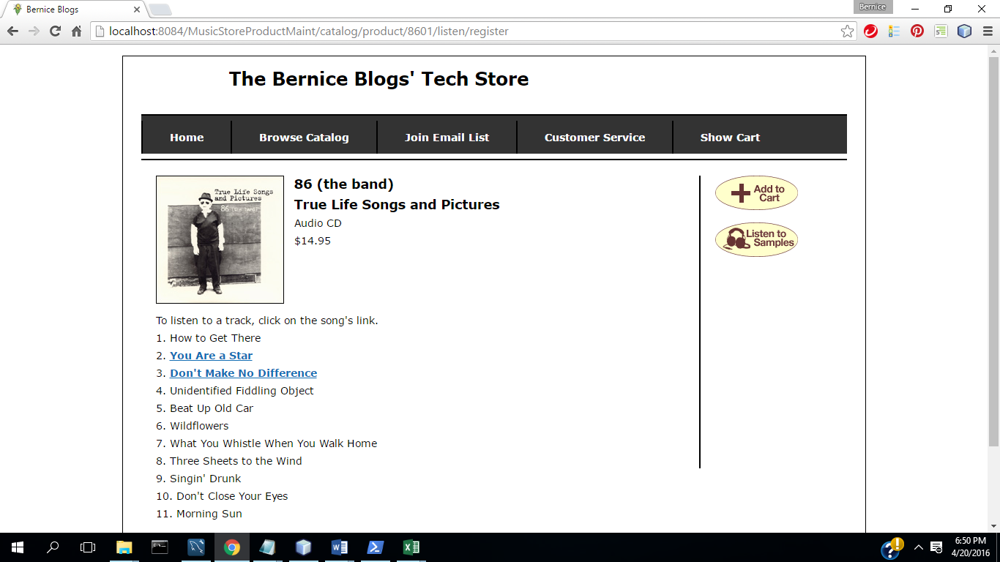 Bernice Blogs
Bernice
localhost:8084/MusicStoreProductMaint/catalog/product/8601/listen/register
The Bernice Blogs' Tech Store
Home Browse Catalog Join Email List Customer Service Show Cart
True Life Songs
and Pictures
86 (the band)
86 (the band)
True Life Songs and Pictures
Audio CD
$14.95
Add to
Cart
Listen to
Samples
To listen to a track, click on the song's link.
1. How to Get There
2. You Are a Star
3. Don't Make No Difference
4. Unidentified Fiddling Object
5. Beat Up Old Car
6. Wildflowers
7. What You Whistle When You Walk Home
8. Three Sheets to the Wind
9. Singin' Drunk
10. Don't Close Your Eyes
11. Morning Sun
6:50 PM
4/20/2016